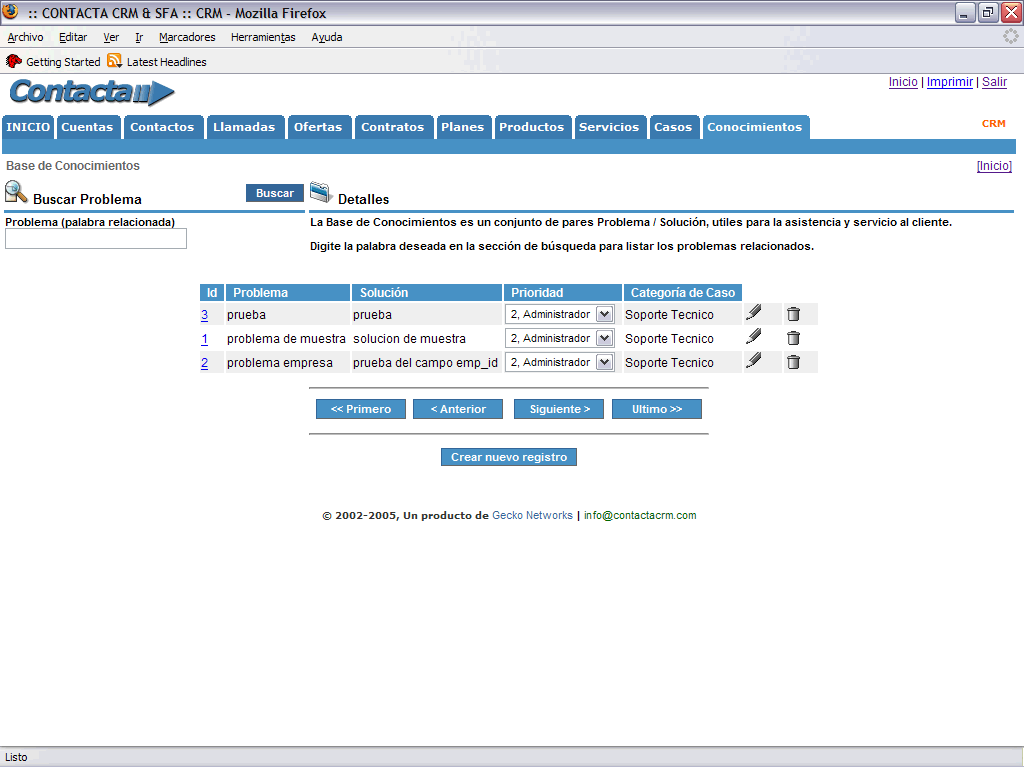 :: CONTACTA CRM & SFA :: CRM - Mozilla Firefox
Archivo Editar Ver Ir Marcadores Herramientas Ayuda
Getting Started Latest Headlines
Contacta
Inicio | Imprimir | Salir
INICIO Cuentas Contactos Llamadas Ofertas Contratos Planes Productos Servicios Casos Conocimientos CRM
Base de Conocimientos [Inicio]
Buscar Problema Buscar Detalles
Problema (palabra relacionada) La Base de Conocimientos es un conjunto de pares Problema / Solución, utiles para la asistencia y servicio al cliente.
Digite la palabra deseada en la sección de búsqueda para listar los problemas relacionados.
Id Problema Solución Prioridad Categoría de Caso
3 prueba prueba 2, Administrador Soporte Tecnico
1 problema de muestra solucion de muestra 2, Administrador Soporte Tecnico
2 problema empresa prueba del campo emp_id 2, Administrador Soporte Tecnico
<< Primero < Anterior Siguiente > Ultimo >>
Crear nuevo registro
© 2002-2005, Un producto de Gecko Networks | info@contactacrm.com
Listo